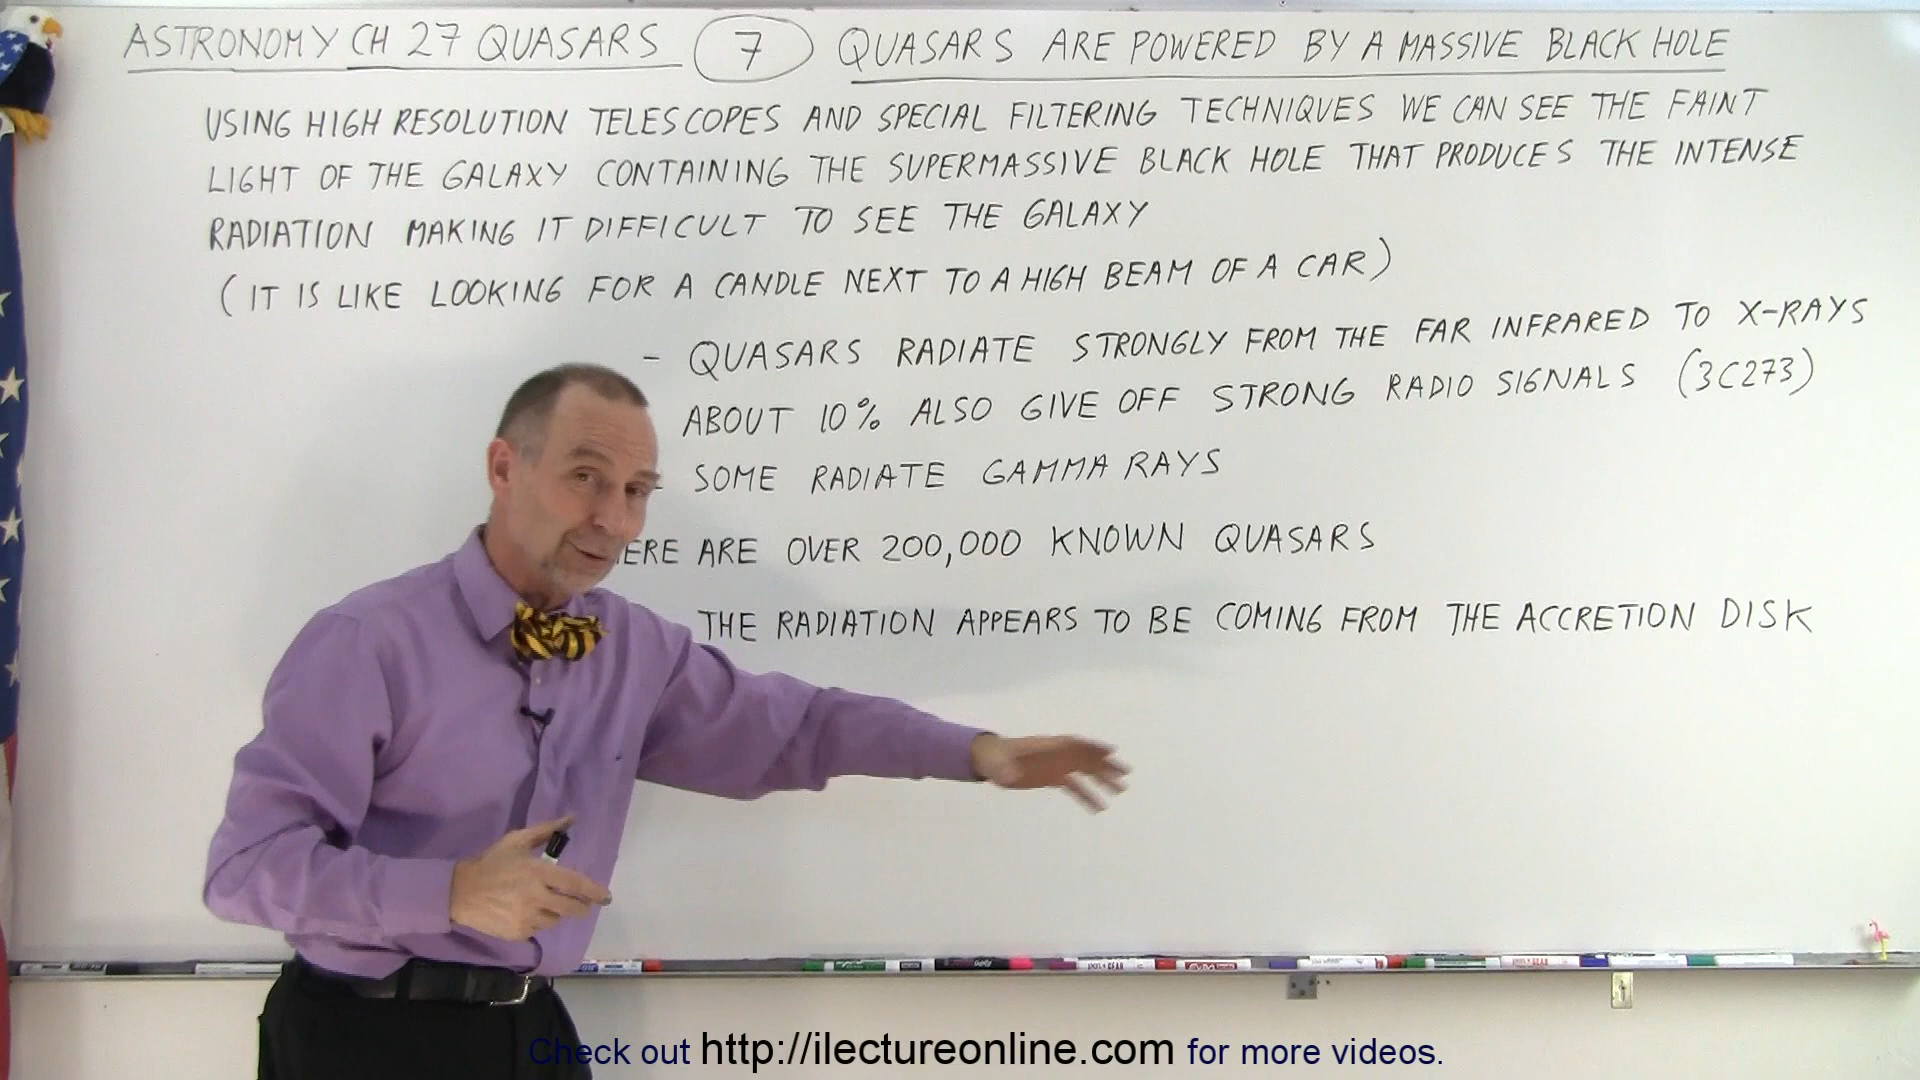 ASTRONOMY CH 27 QUASARS 7 QUASARS ARE POWERED BY A MASSIVE BLACK HOLE
USING HIGH RESOLUTION TELESCOPES AND SPECIAL FILTERING TECHNIQUES WE CAN SEE THE FAINT
LIGHT OF THE GALAXY CONTAINING THE SUPERMASSIVE BLACK HOLE THAT PRODUCES THE INTENSE
RADIATION MAKING IT DIFFICULT TO SEE THE GALAXY
(IT IS LIKE LOOKING FOR A CANDLE NEXT TO A HIGH BEAM OF A CAR)
- QUASARS RADIATE STRONGLY FROM THE FAR INFRARED TO X-RAYS
ABOUT 10% ALSO GIVE OFF STRONG RADIO SIGNALS (3C273)
- SOME RADIATE GAMMA RAYS
ERE ARE OVER 200,000 KNOWN QUASARS
THE RADIATION APPEARS TO BE COMING FROM THE ACCRETION DISK
Check out http://ilectureonline.com for more videos.